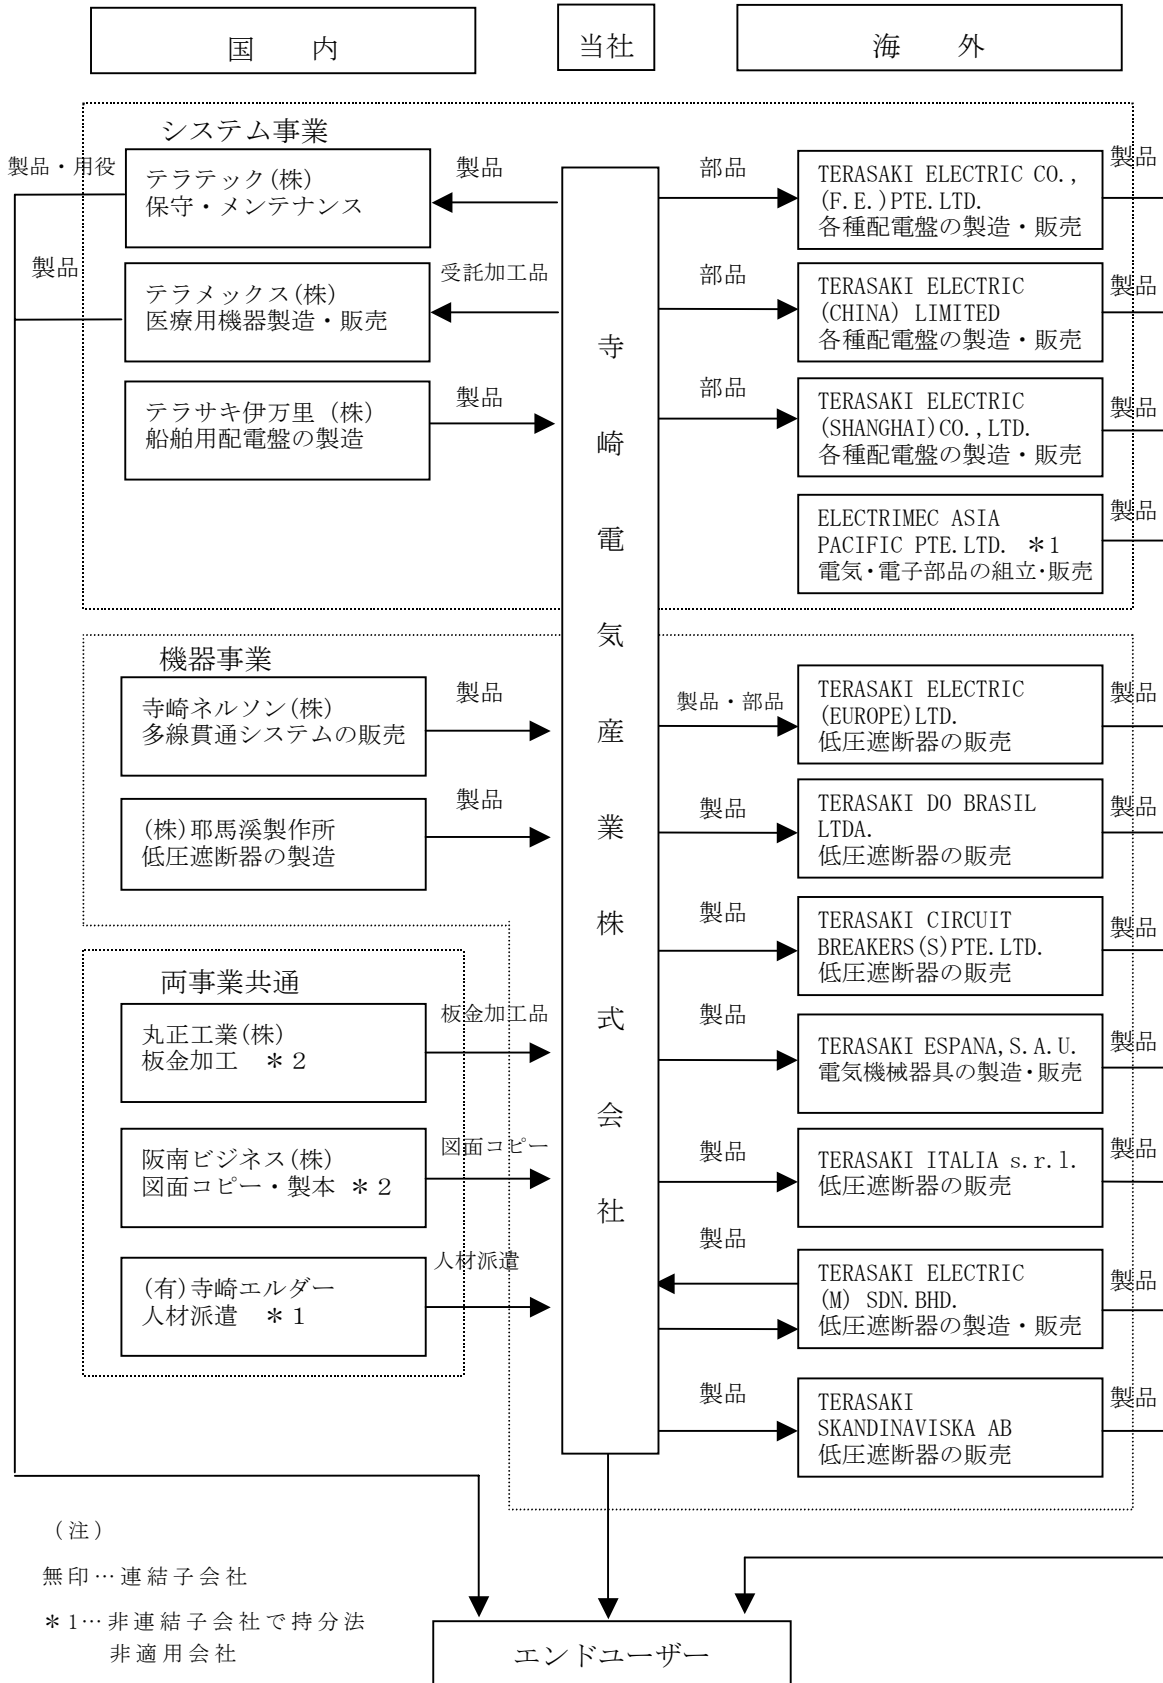 国　　内
当社
海　　外
システム事業
製品・用役
テラテック(株)
保守・メンテナンス
製品
部品
TERASAKI ELECTRIC CO.,
(F.E.)PTE.LTD.
各種配電盤の製造・販売
製品
製品
テラメックス(株)
医療用機器製造・販売
受託加工品
部品
TERASAKI ELECTRIC
(CHINA) LIMITED
各種配電盤の製造・販売
製品
テラサキ伊万里 (株)
船舶用配電盤の製造
製品
部品
TERASAKI ELECTRIC
(SHANGHAI)CO.,LTD.
各種配電盤の製造・販売
製品
ELECTRIMEC ASIA
PACIFIC PTE.LTD. ＊1
電気・電子部品の組立・販売
製品
寺崎電気産業株式会社
機器事業
寺崎ネルソン(株)
多線貫通システムの販売
製品
製品・部品
TERASAKI ELECTRIC
(EUROPE)LTD.
低圧遮断器の販売
製品
(株)耶馬溪製作所
低圧遮断器の製造
製品
製品
TERASAKI DO BRASIL
LTDA.
低圧遮断器の販売
製品
製品
TERASAKI CIRCUIT
BREAKERS(S)PTE.LTD.
低圧遮断器の販売
製品
両事業共通
丸正工業(株)
板金加工　＊２
板金加工品
製品
TERASAKI ESPANA,S.A.U.
電気機械器具の製造・販売
製品
阪南ビジネス(株)
図面コピー・製本 ＊２
図面コピー
製品
TERASAKI ITALIA s.r.l.
低圧遮断器の販売
製品
(有)寺崎エルダー
人材派遣　＊１
人材派遣
製品
TERASAKI ELECTRIC
(M) SDN.BHD.
低圧遮断器の製造・販売
製品
製品
TERASAKI
SKANDINAVISKA AB
低圧遮断器の販売
製品
（注）
無印…連結子会社
＊1…非連結子会社で持分法
非適用会社
エンドユーザー